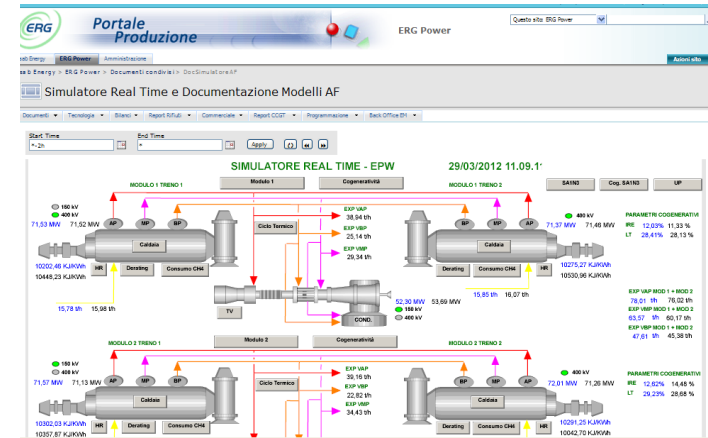 ERG
Portale
Produzione
ERG Power
Questo sito: ERG Power
ERG Power Amministrazione
Azioni sito
ERG Power > Documenti condivisi > DocSimulatoreAF
Simulatore Real Time e Documentazione Modelli AF
Documenti Tecnologia Bilanci Report Rifiuti Commerciale Report CCGT Programmazione Back Office EM
Start Time End Time
*-2h * Apply
SIMULATORE REAL TIME - EPW 29/03/2012 11.09.1
MODULO 1 TRENO 1 Modulo 1 Cogeneratività MODULO 1 TRENO 2 SA1N3 Cog. SA1N3 UP
150 kV
400 kV
71,53 MW 71,52 MW AP MP BP
EXP VAP
38,94 t/h
EXP VBP
25,14 t/h
EXP VMP
29,34 t/h
Ciclo Termico
BP MP AP
400 kV
71,37 MW 71,46 MW
PARAMETRI COGENERATIVI
IRE 12,03% 11,33 %
LT 28,41% 28,13 %
Caldaia Caldaia
10202,48 KJ/KWh
10448,23 KJ/KWh
HR Derating Consumo CH4
Derating Consumo CH4 HR
10275,27 KJ/KWh
10530,96 KJ/KWh
15,78 t/h 15,98 t/h
TV
COND.
52,30 MW 53,69 MW
150 kV
400 kV
15,85 t/h 16,07 t/h
EXP VAP MOD 1 + MOD 2
78,01 t/h 76,02 t/h
EXP VMP MOD 1 + MOD 2
63,57 t/h 60,17 t/h
EXP VBP MOD 1 + MOD 2
47,61 t/h 45,38 t/h
MODULO 2 TRENO 1 Modulo 2 Cogeneratività MODULO 2 TRENO 2
150 kV
400 kV
71,57 MW 71,13 MW AP MP BP
EXP VAP
39,16 t/h
EXP VBP
22,82 t/h
EXP VMP
34,43 t/h
Ciclo Termico
BP MP AP
400 kV
72,01 MW 71,26 MW
PARAMETRI COGENERATIVI
IRE 12,62% 14,48 %
LT 29,23% 28,68 %
Caldaia Caldaia
10302,03 KJ/KWh
10357,87 KJ/KWh
HR Derating Consumo CH4
Derating Consumo CH4 HR
10291,25 KJ/KWh
10042,70 KJ/KWh